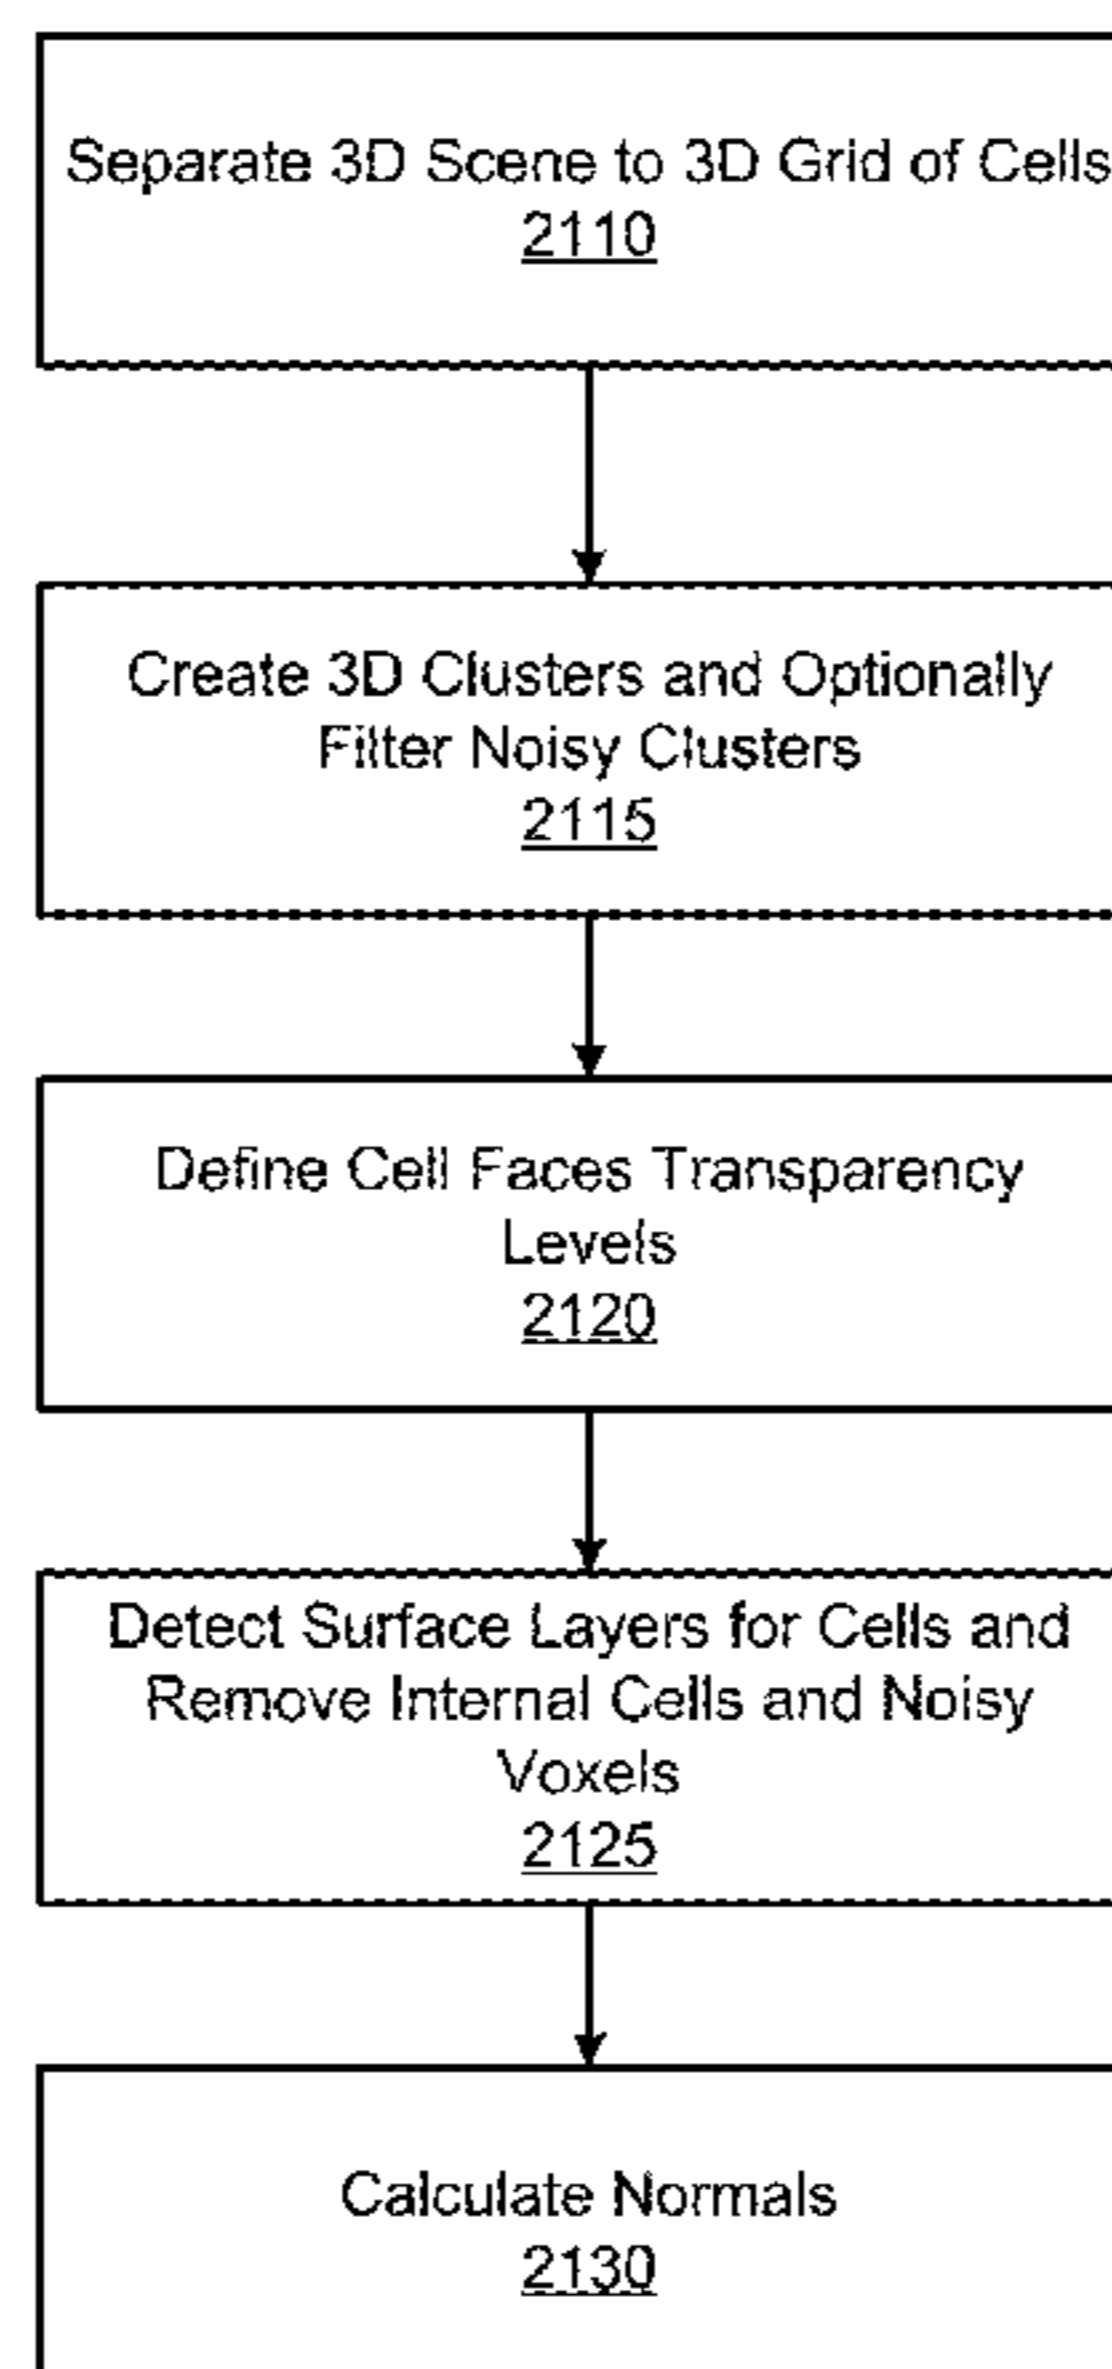 Separate 3D Scene to 3D Grid of Cells
2110
Create 3D Clusters and Optionally
Filter Noisy Clusters
2115
Define Cell Faces Transparency
Levels
2120
Detect Surface Layers for Cells and
Remove Internal Cells and Noisy
Voxels
2125
Calculate Normals
2130